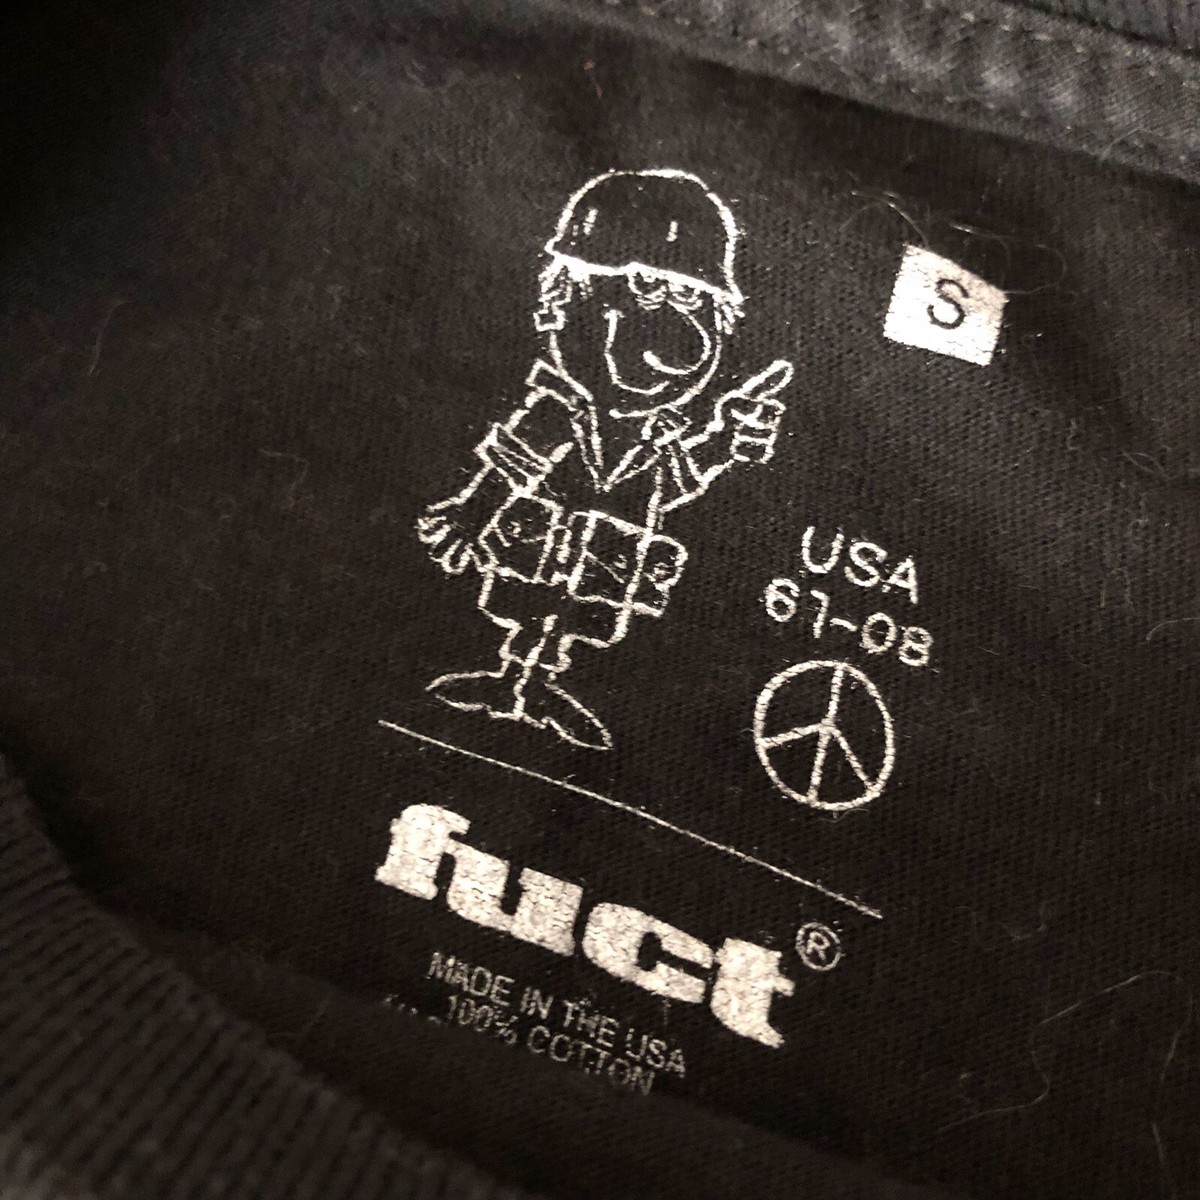 S
USA
61-08
fuct®
MADE IN THE USA
100% COTTON